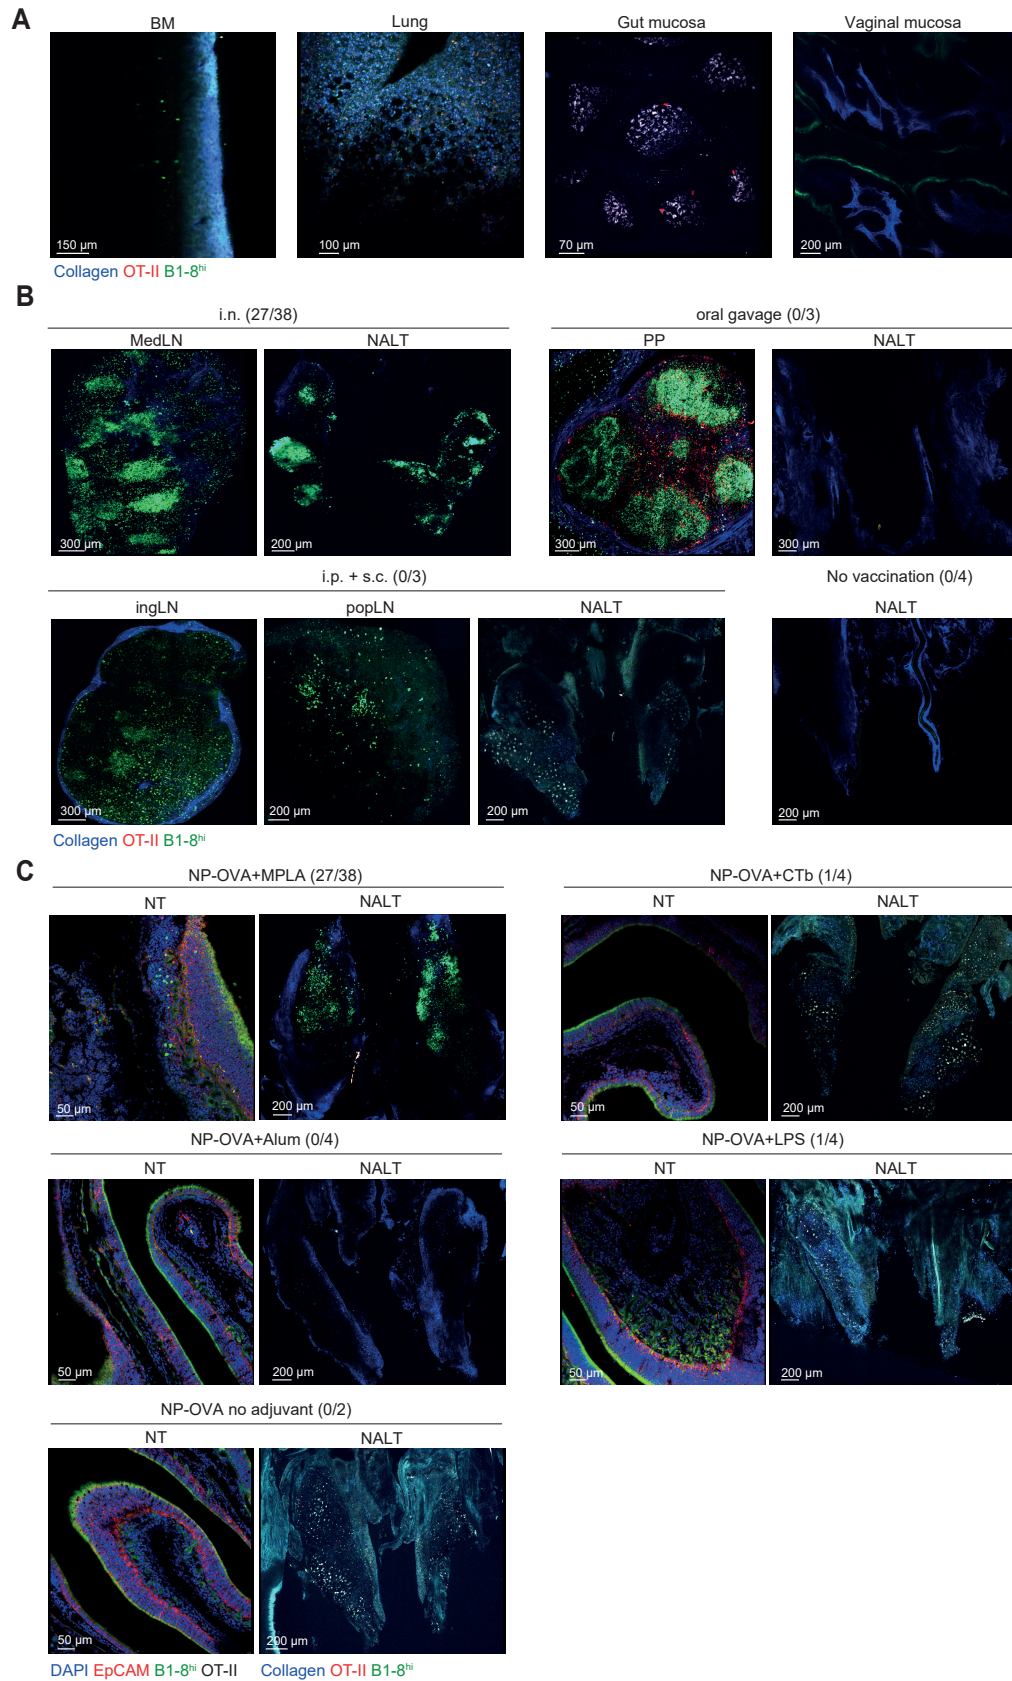 A
BM Lung Gut mucosa Vaginal mucosa
150 µm 100 µm 70 µm 200 µm
Collagen OT-II B1-8hi
B
i.n. (27/38) oral gavage (0/3)
MedLN NALT PP NALT
300 µm 200 µm 300 µm 300 µm
i.p. + s.c. (0/3) No vaccination (0/4)
ingLN popLN NALT NALT
300 µm 200 µm 200 µm 200 µm
Collagen OT-II B1-8hi
C
NP-OVA+MPLA (27/38) NP-OVA+CTb (1/4)
NT NALT NT NALT
50 µm 200 µm 50 µm 200 µm
NP-OVA+Alum (0/4) NP-OVA+LPS (1/4)
NT NALT NT NALT
50 µm 200 µm 50 µm 200 µm
NP-OVA no adjuvant (0/2)
NT NALT
50 µm 200 µm
DAPI EpCAM B1-8hi OT-II Collagen OT-II B1-8hi